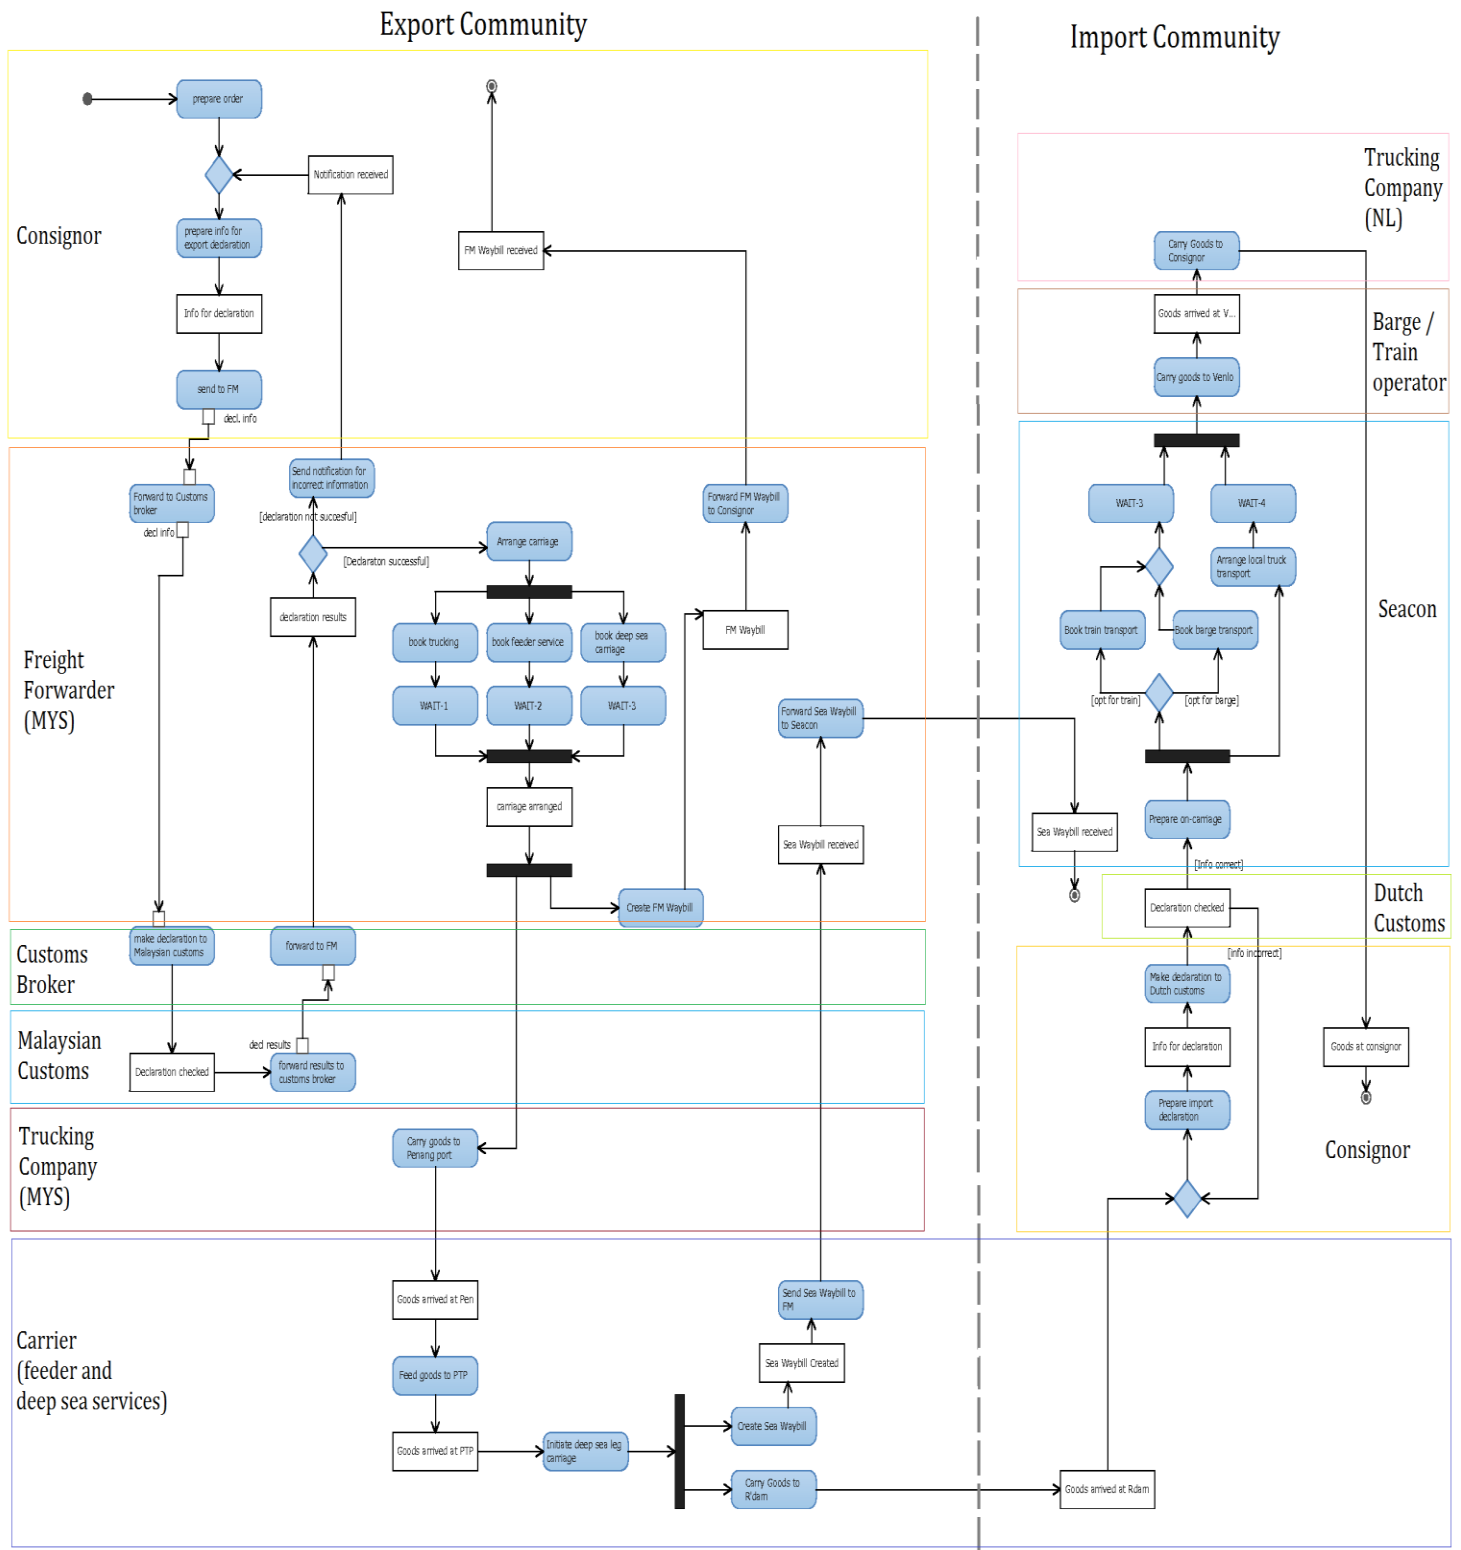 Export Community
Import Community
Consignor
prepare order
Notification received
prepare info for
export declaration
Info for declaration
send to FM
decl. info
FM Waybill received
Trucking
Company
(NL)
Carry Goods to
Consignor
Goods arrived at V...
Barge /
Train
operator
Carry goods to Venlo
Freight
Forwarder
(MYS)
Forward to Customs
broker
decl info
Send notification for
incorrect information
[declaration not succesful]
[Declaraton successful]
declaration results
Arrange carriage
book trucking
book feeder service
book deep sea
carriage
WAIT-1
WAIT-2
WAIT-3
carriage arranged
Create FM Waybill
Forward FM Waybill
to Consignor
FM Waybill
Forward Sea Waybill
to Seacon
Sea Waybill received
Seacon
WAIT-3
WAIT-4
Arrange local truck
transport
Book train transport
Book barge transport
[opt for train]
[opt for barge]
Prepare on-carriage
Sea Waybill received
[Info correct]
Dutch
Customs
Declaration checked
[info incorrect]
Customs
Broker
make declaration to
Malaysian customs
forward to FM
Malaysian
Customs
Declaration checked
decl results
forward results to
customs broker
Make declaration to
Dutch customs
Info for declaration
Prepare import
declaration
Goods at consignor
Consignor
Trucking
Company
(MYS)
Carry goods to
Penang port
Carrier
(feeder and
deep sea services)
Goods arrived at Pen
Feed goods to PTP
Goods arrived at PTP
Initiate deep sea leg
carriage
Send Sea Waybill to
FM
Sea Waybill Created
Create Sea Waybill
Carry Goods to
R'dam
Goods arrived at Rdam